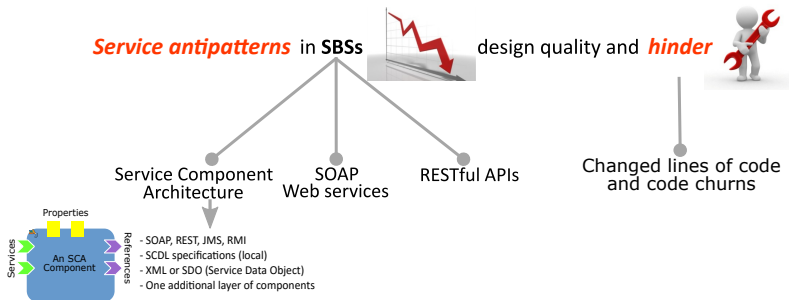 Service antipatterns in SBSs design quality and hinder
Service Component
Architecture
SOAP
Web services
RESTful APIs
Changed lines of code
and code churns
Properties
Services
An SCA
Component
References
- SOAP, REST, JMS, RMI
- SCDL specifications (local)
- XML or SDO (Service Data Object)
- One additional layer of components